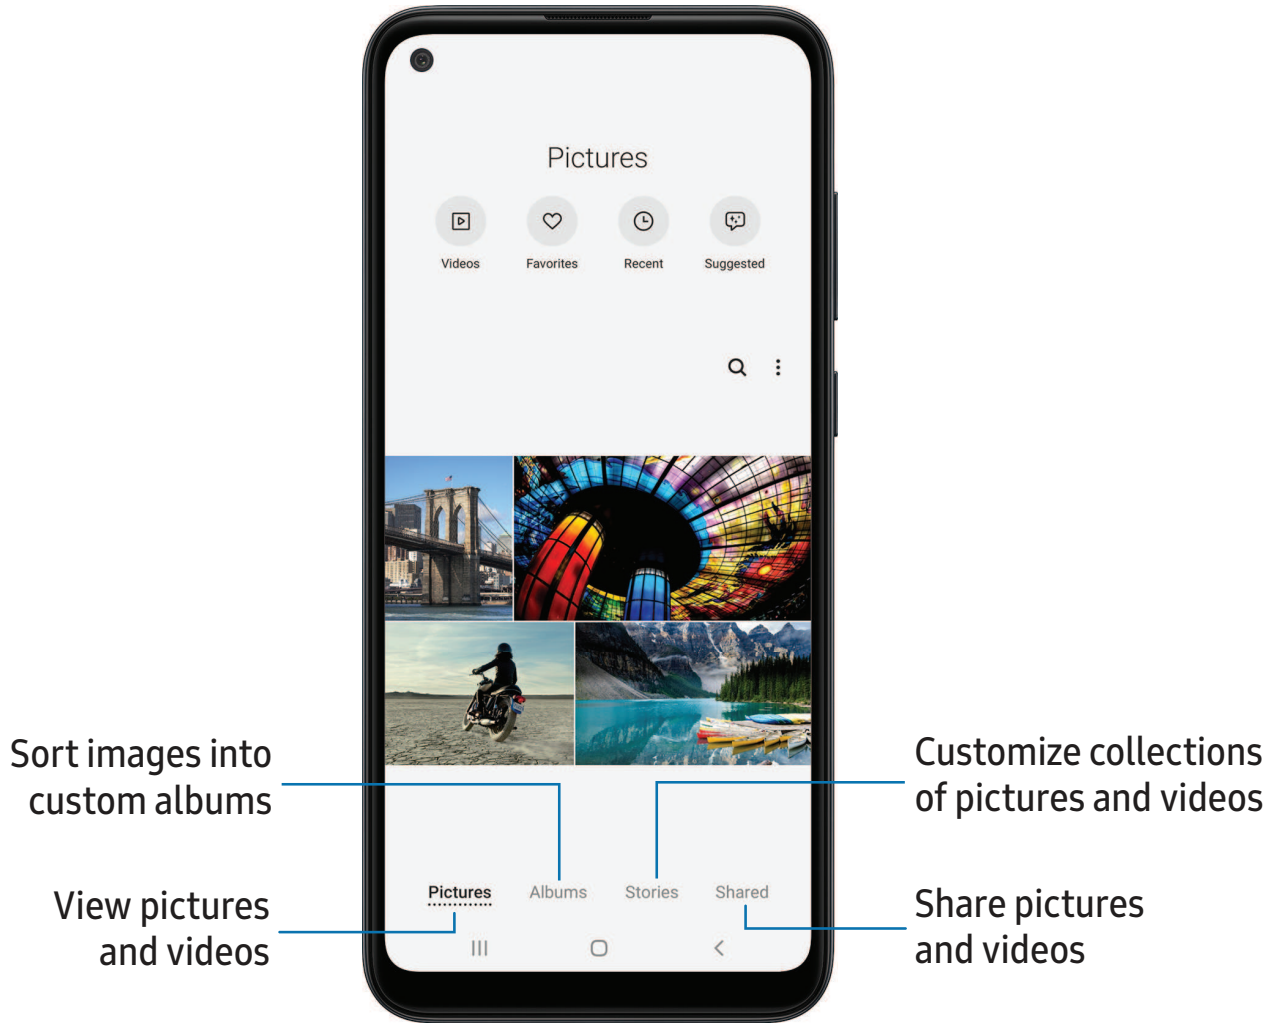 Pictures
Videos Favorites Recent Suggested
Sort images into
custom albums
Customize collections
of pictures and videos
Pictures Albums Stories Shared
View pictures
and videos
Share pictures
and videos